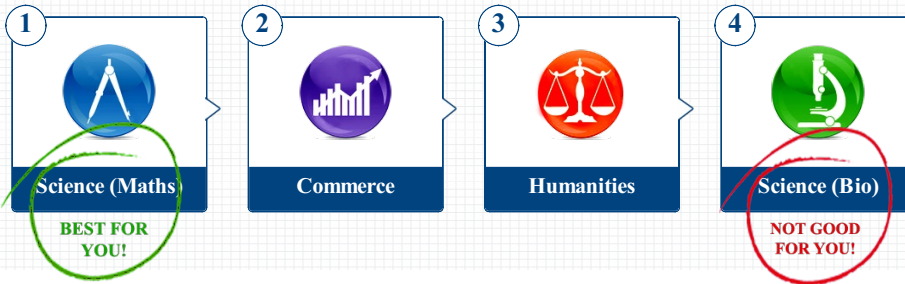 1
2
3
4
Science (Maths)
Commerce
Humanities
Science (Bio)
BEST FOR
YOU!
NOT GOOD
FOR YOU!